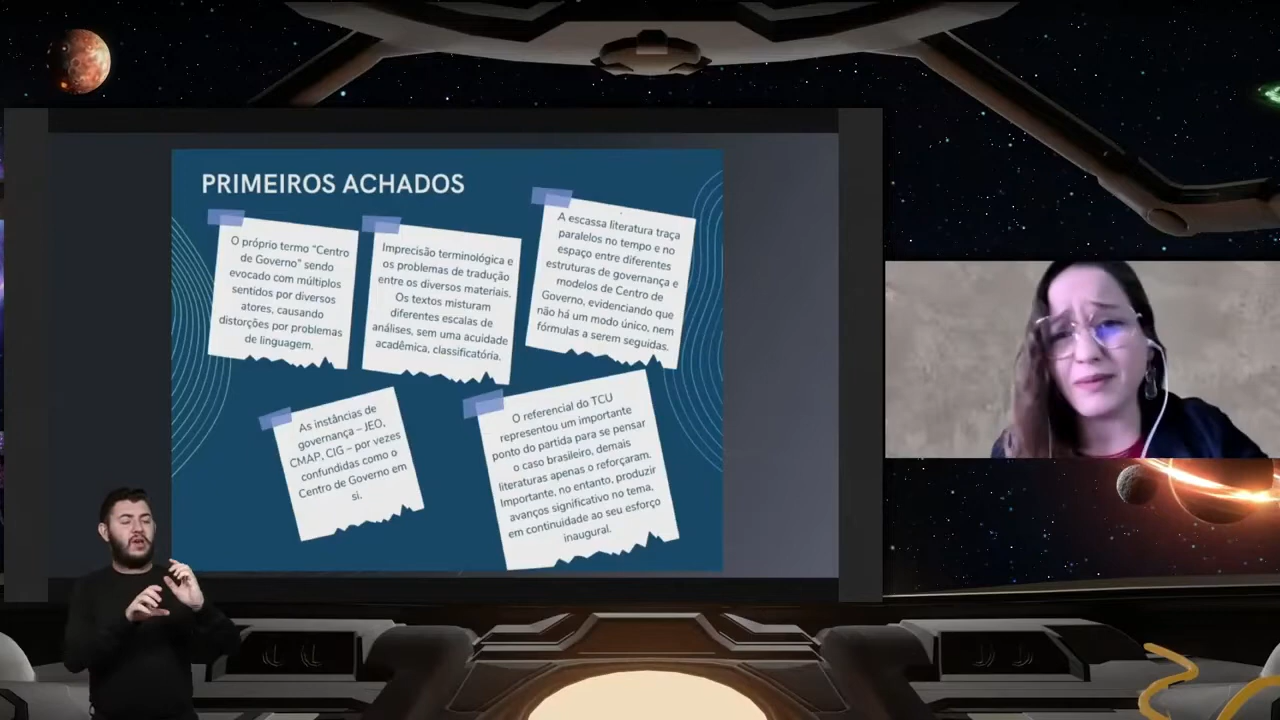 PRIMEIROS ACHADOS
O próprio termo “Centro
de Governo” sendo
evocado com múltiplos
sentidos por diversos
atores, causando
distorções por problemas
de linguagem.
Imprecisão terminológica e
os problemas de tradução
entre os diversos materiais.
Os textos misturam
diferentes escalas de
análises, sem uma acuidade
acadêmica, classificatória.
A escassa literatura traça
paralelos no tempo e no
espaço entre diferentes
estruturas de governança e
modelos de Centro de
Governo, evidenciando que
não há um modo único, nem
fórmulas a serem seguidas.
As instâncias de
governança – JEO,
CMAP, CIG – por vezes
confundidas como o
Centro de Governo em
si.
O referencial do TCU
representou um importante
ponto do partida para se pensar
o caso brasileiro, demais
literaturas apenas o reforçaram.
Importante, no entanto, produzir
avanços significativo no tema,
em continuidade ao seu esforço
inaugural.